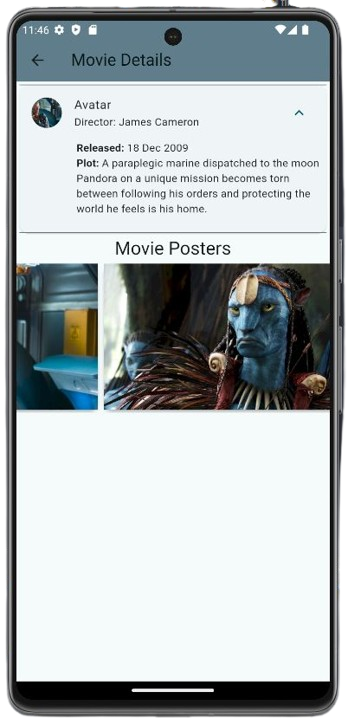 11:46
Movie Details
Avatar
Director: James Cameron
Released: 18 Dec 2009
Plot: A paraplegic marine dispatched to the moon
Pandora on a unique mission becomes torn
between following his orders and protecting the
world he feels is his home.
Movie Posters